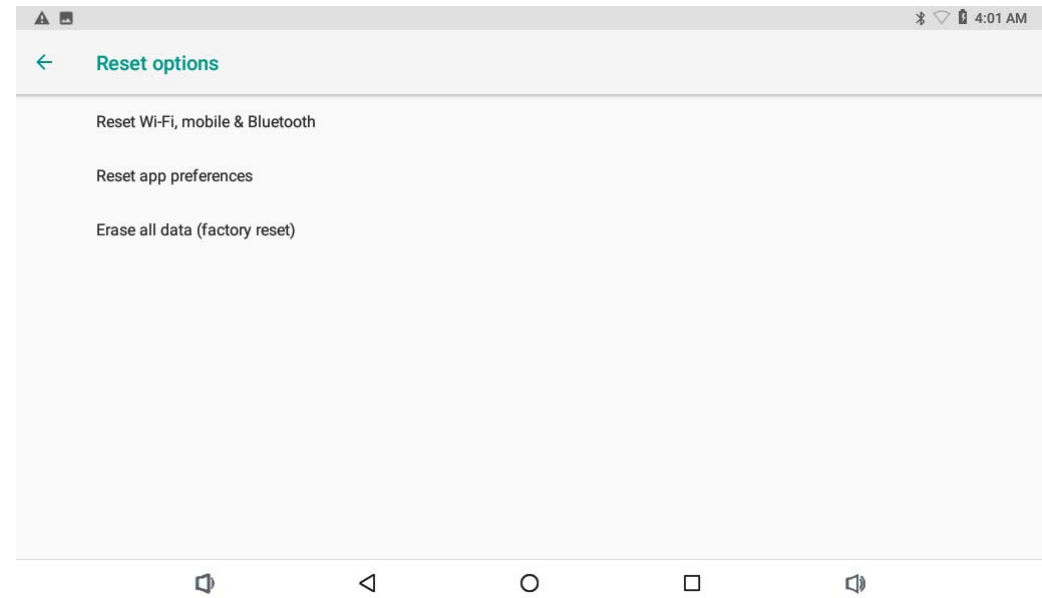 4:01 AM
Reset options
Reset Wi-Fi, mobile & Bluetooth
Reset app preferences
Erase all data (factory reset)